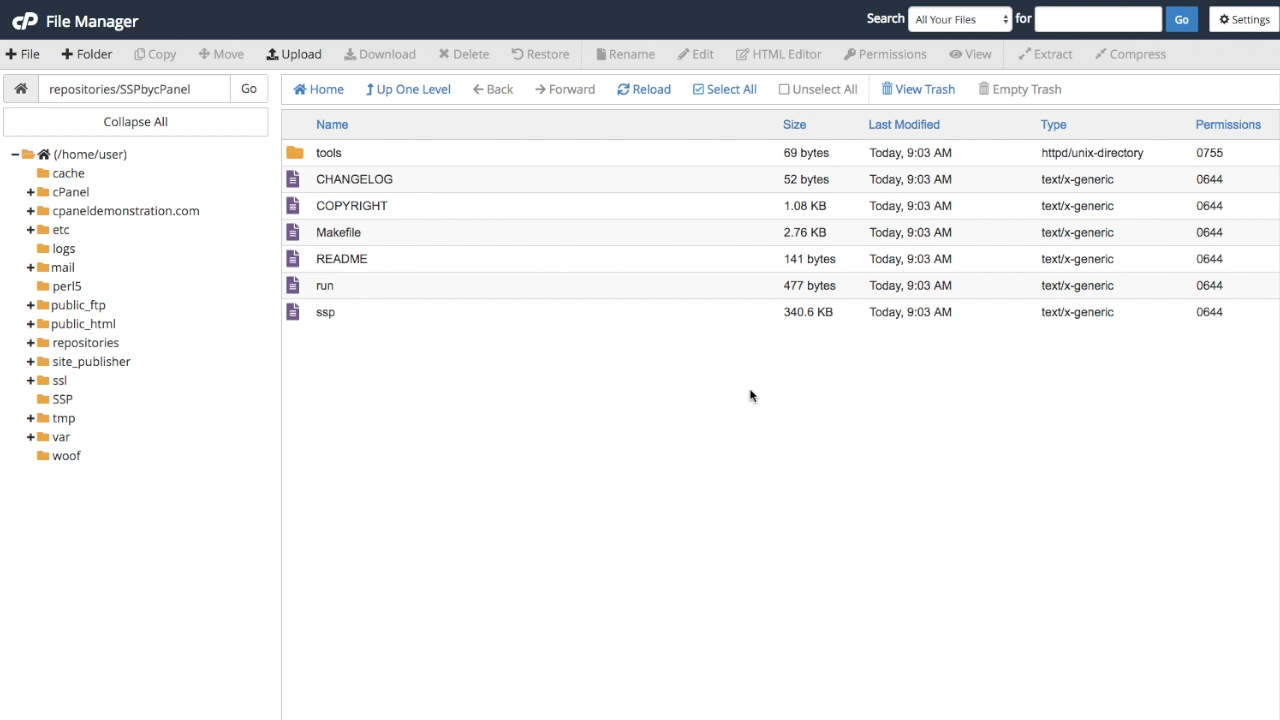 cP File Manager Search All Your Files for Go Settings
+ File + Folder Copy Move Upload Download Delete Restore Rename Edit HTML Editor Permissions View Extract Compress
repositories/SSPbycPanel Go Home Up One Level Back Forward Reload Select All Unselect All View Trash Empty Trash
Collapse All
Name Size Last Modified Type Permissions
(/home/user)
cache
cPanel
cpaneldemonstration.com
etc
logs
mail
perl5
public_ftp
public_html
repositories
site_publisher
ssl
SSP
tmp
var
woof
tools 69 bytes Today, 9:03 AM httpd/unix-directory 0755
CHANGELOG 52 bytes Today, 9:03 AM text/x-generic 0644
COPYRIGHT 1.08 KB Today, 9:03 AM text/x-generic 0644
Makefile 2.76 KB Today, 9:03 AM text/x-generic 0644
README 141 bytes Today, 9:03 AM text/x-generic 0644
run 477 bytes Today, 9:03 AM text/x-generic 0644
ssp 340.6 KB Today, 9:03 AM text/x-generic 0644